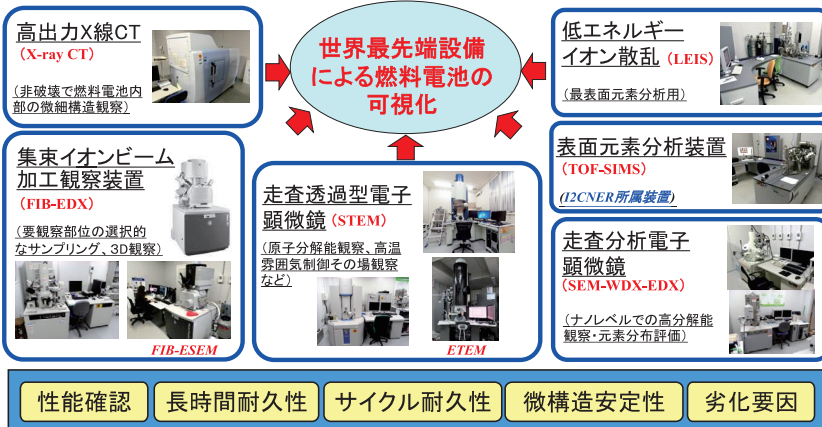 高出力X線CT
(X-ray CT)
(非破壊で燃料電池内
部の微細構造観察)
世界最先端設備
による燃料電池の
可視化
低エネルギー
イオン散乱 (LEIS)
(最表面元素分析用)
集束イオンビーム
加工観察装置
(FIB-EDX)
(要観察部位の選択的
なサンプリング、3D観察)
FIB-ESEM
走査透過型電子
顕微鏡 (STEM)
(原子分解能観察、高温
雰囲気制御その場観察
など)
ETEM
表面元素分析装置
(TOF-SIMS)
(I2CNER所属装置)
走査分析電子
顕微鏡
(SEM-WDX-EDX)
(ナノレベルでの高分解能
観察・元素分布評価)
性能確認
長時間耐久性
サイクル耐久性
微構造安定性
劣化要因